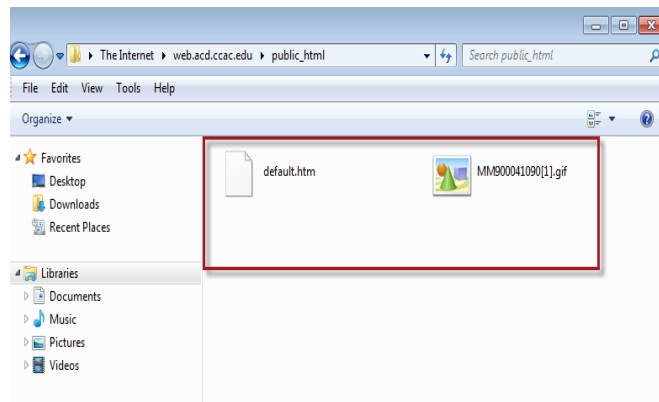 The Internet web.acd.ccac.edu public_html Search public_html
File Edit View Tools Help
Organize
Favorites
Desktop
Downloads
Recent Places
Libraries
Documents
Music
Pictures
Videos
default.htm MM900041090[1].gif